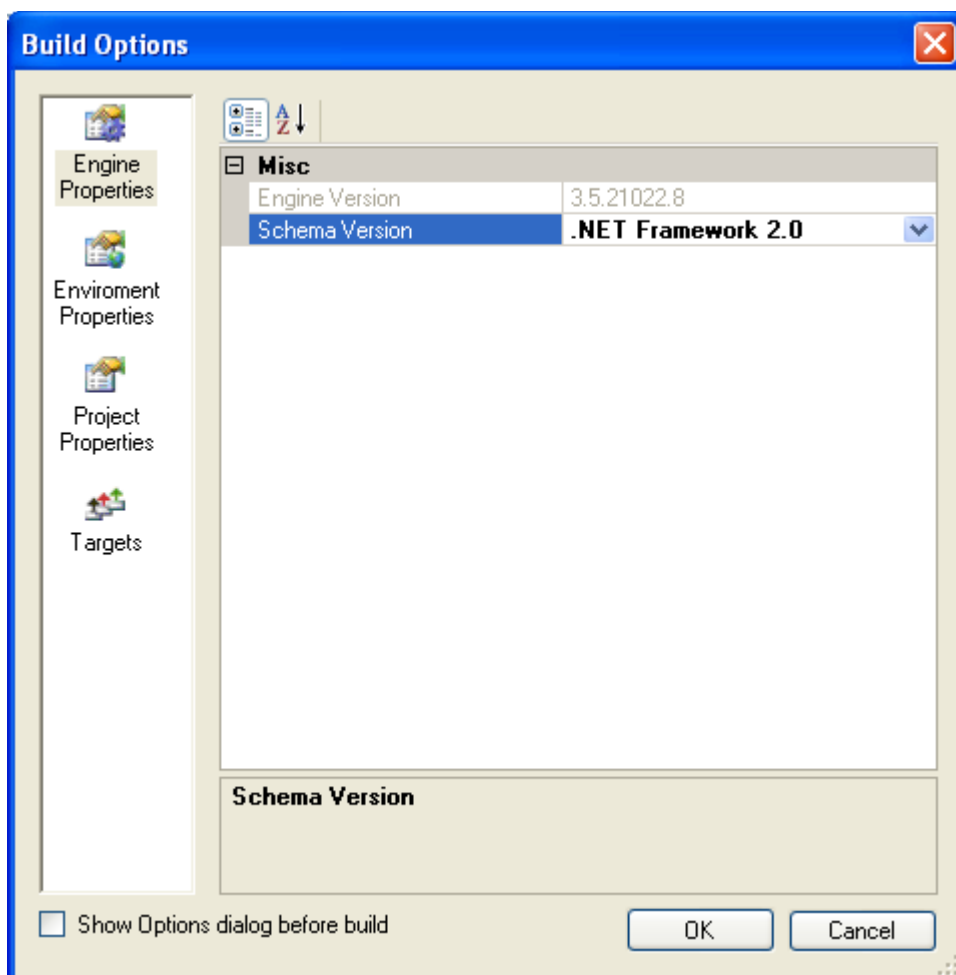 Build Options
Engine
Properties
Enviroment
Properties
Project
Properties
Targets
A
Z
Misc
Engine Version 3.5.21022.8
Schema Version .NET Framework 2.0
Schema Version
Show Options dialog before build
OK Cancel